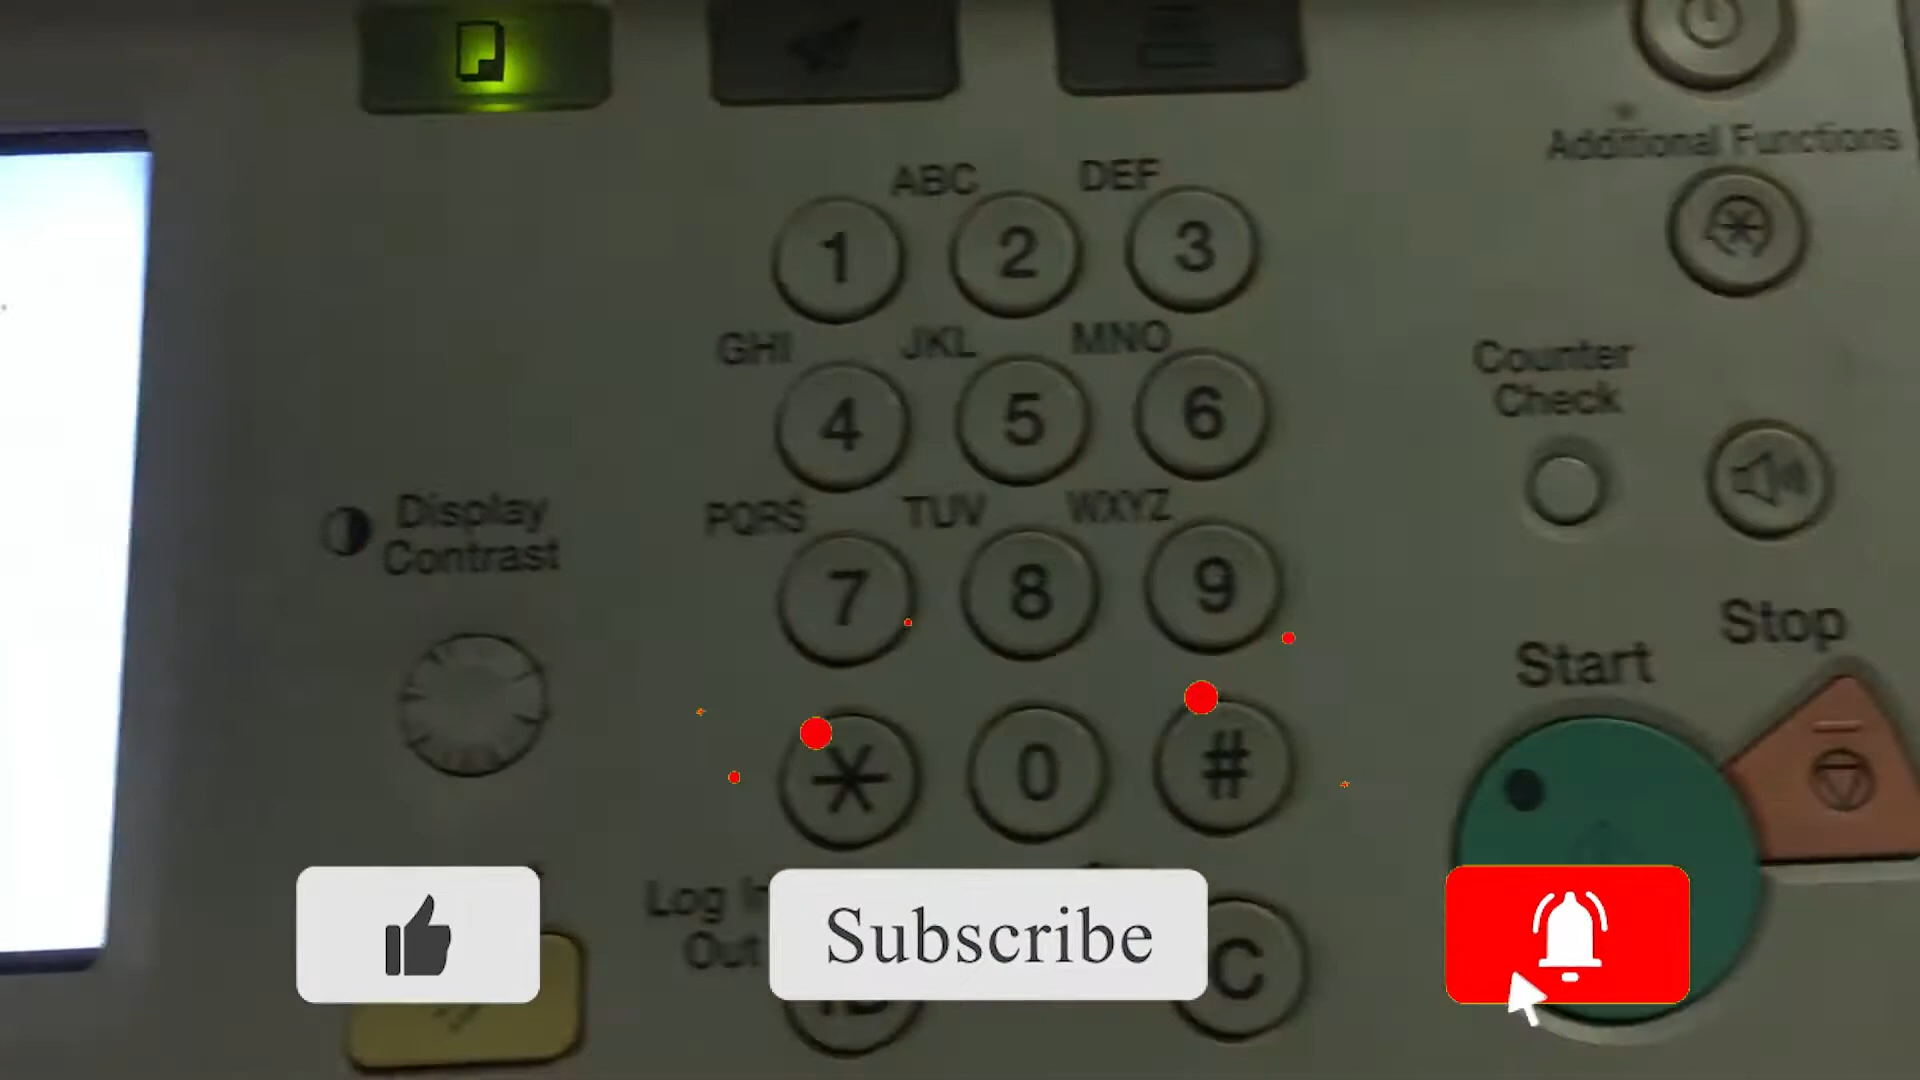 Additional Functions
ABC DEF
1 2 3
GHI JKL MNO
4 5 6
Counter
Check
Display
Contrast
PQRS TUV WXYZ
7 8 9
Stop
Start
* 0 #
Log In
Out
Subscribe
ID
C